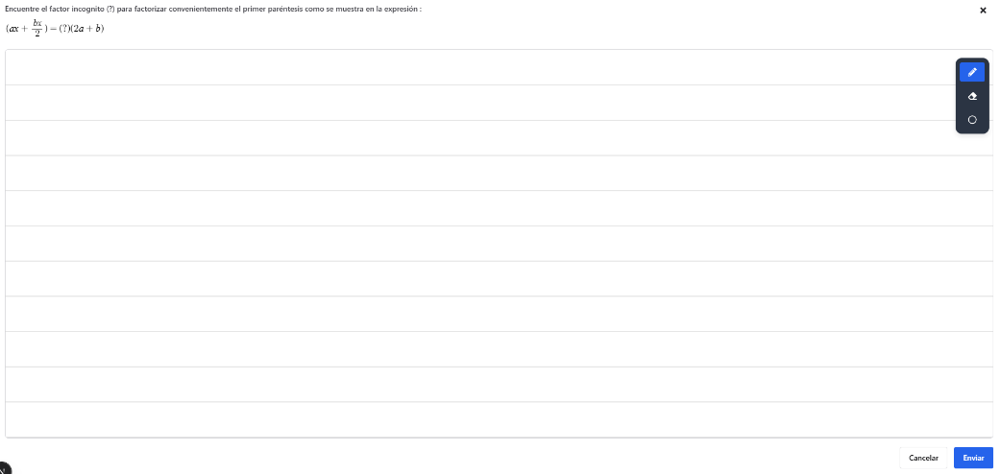 Encuentre el factor incognito (?) para factorizar convenientemente el primer paréntesis como se muestra en la expresión :
(ax + bx/2) = (?)(2a + b)
Cancelar
Enviar